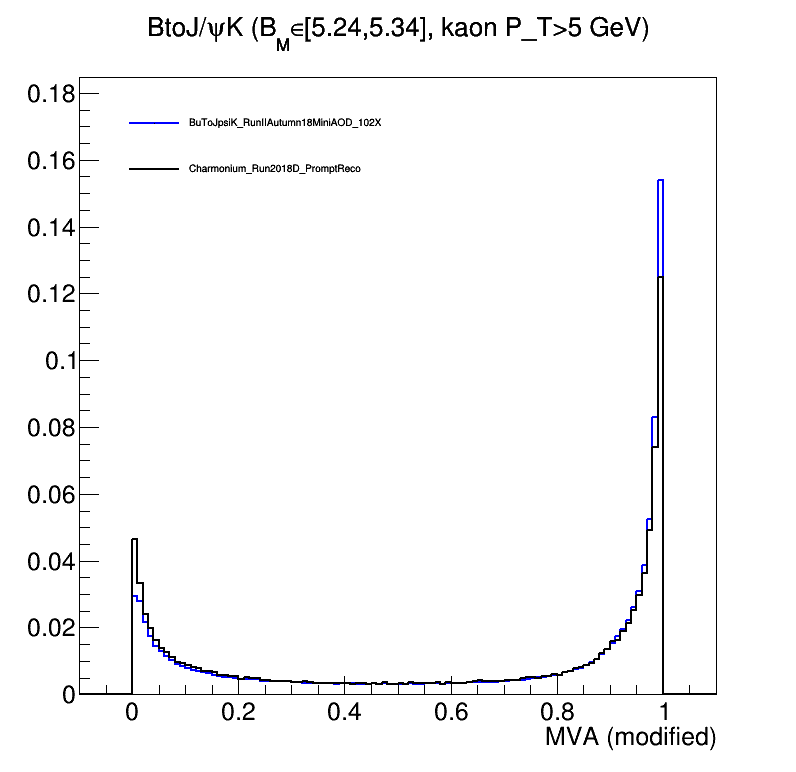 BtoJ/ψK (B_M∈[5.24,5.34], kaon P_T>5 GeV)
0.18
BuToJpsiK_RunIIAutumn18MiniAOD_102X
Charmonium_Run2018D_PromptReco
0.16
0.14
0.12
0.1
0.08
0.06
0.04
0.02
0
0 0.2 0.4 0.6 0.8 1
MVA (modified)